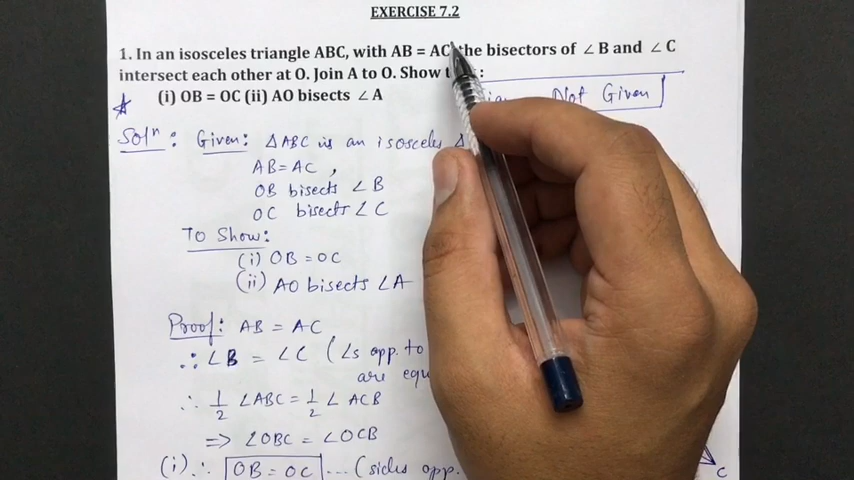 EXERCISE 7.2
1. In an isosceles triangle ABC, with AB = AC the bisectors of ∠ B and ∠ C
intersect each other at O. Join A to O. Show :
(i) OB = OC (ii) AO bisects ∠ A
Not Given
Solⁿ : Given: △ ABC is an isosceles △
AB = AC ,
OB bisects ∠ B
OC bisects ∠ C
To Show:
(i) OB = OC
(ii) AO bisects ∠A
Proof: AB = AC
∴ ∠B = ∠C (∠s opp. to
are equ
∴ 1/2 ∠ABC = 1/2 ∠ ACB
=> ∠OBC = ∠OCB
(i) ∴ OB = OC ... (sides opp.
C